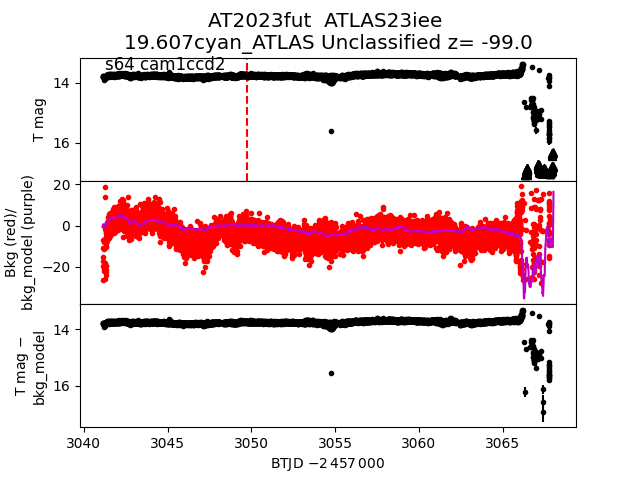 AT2023fut  ATLAS23iee
19.607cyan_ATLAS Unclassified z= -99.0
s64 cam1ccd2
14
16
T mag
20
0
−20
Bkg (red)/
bkg_model (purple)
14
16
T mag −
bkg_model
3040
3045
3050
3055
3060
3065
BTJD −2 457 000